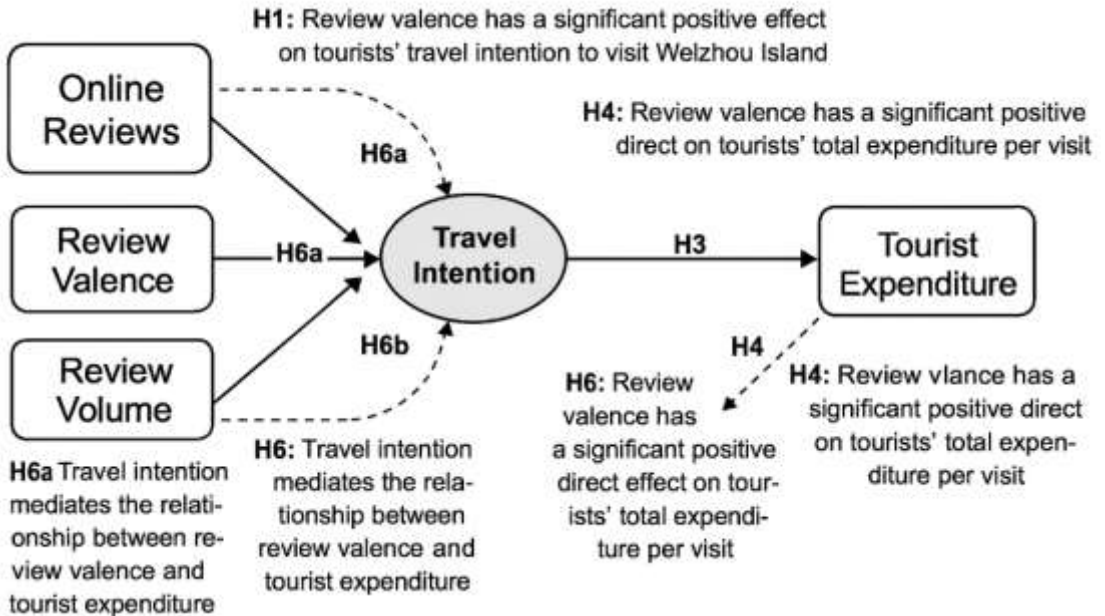 H1: Review valence has a significant positive effect
on tourists' travel intention to visit Welzhou Island
Online
Reviews
H4: Review valence has a significant positive
direct on tourists' total expenditure per visit
H6a
Review
Valence
H6a
Travel
Intention
H3
Tourist
Expenditure
Review
Volume
H6b
H4
H6a Travel intention
mediates the relati-
onship between re-
view valence and
tourist expenditure
H6: Travel intention
mediates the rela-
tionship between
review valence and
tourist expenditure
H6: Review
valence has
a significant positive
direct effect on tour-
ists' total expendi-
ture per visit
H4: Review vlance has a
significant positive direct
on tourists' total expen-
diture per visit